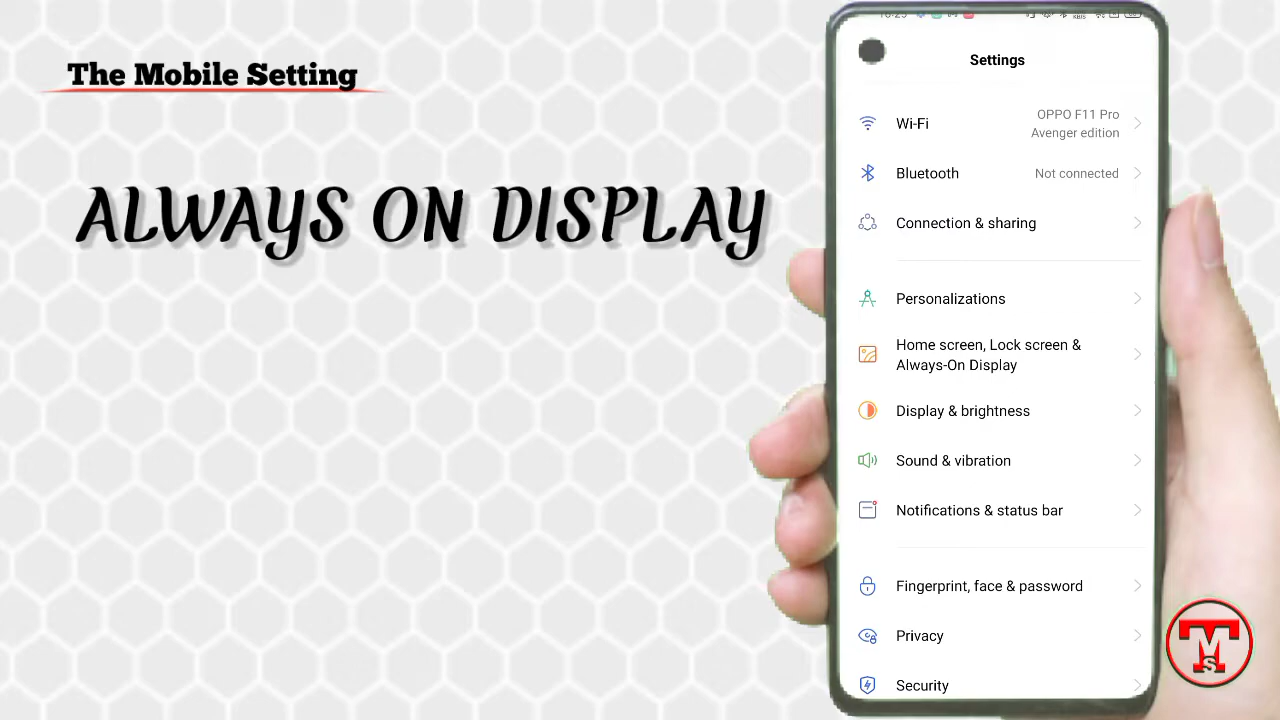 The Mobile Setting
ALWAYS ON DISPLAY
Settings
Wi-Fi
OPPO F11 Pro
Avenger edition
Bluetooth
Not connected
Connection & sharing
Personalizations
Home screen, Lock screen &
Always-On Display
Display & brightness
Sound & vibration
Notifications & status bar
Fingerprint, face & password
Privacy
Security
TMS